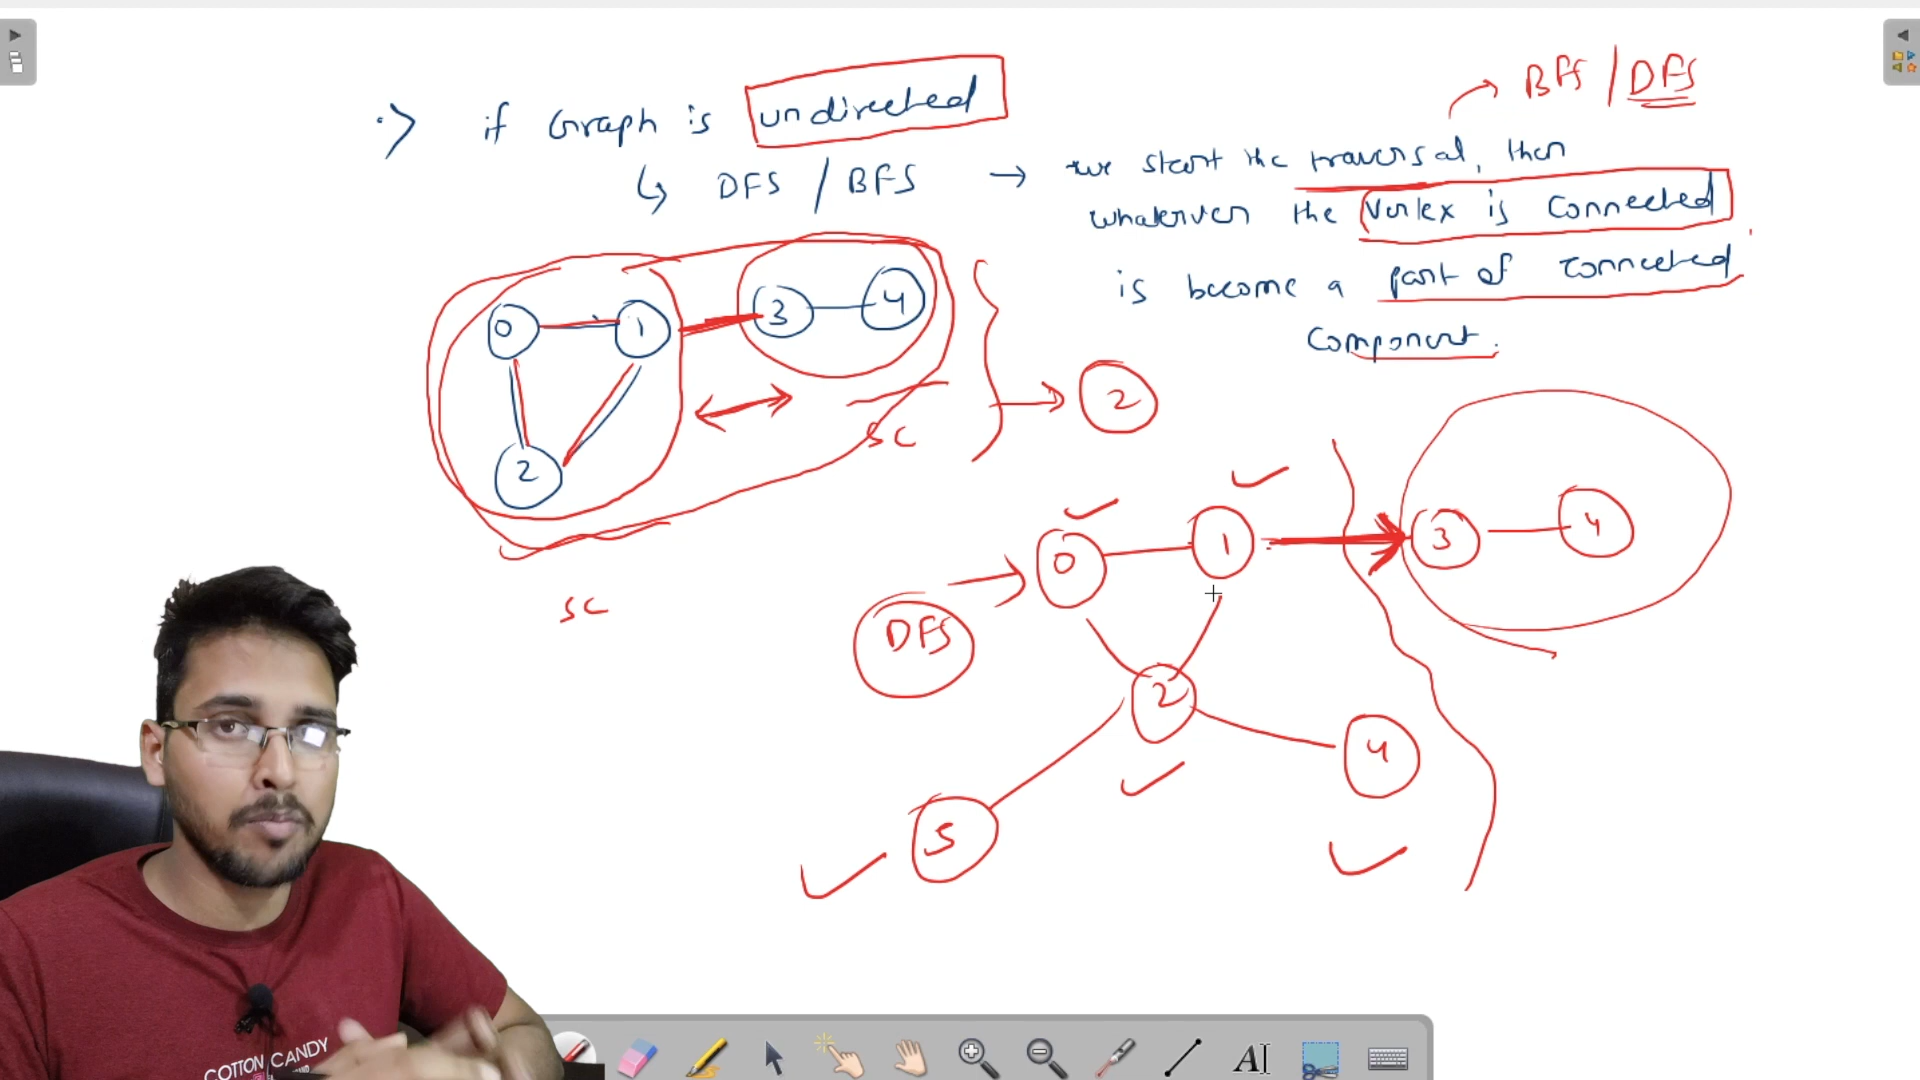 if Graph is undirected
BFS / DFS
↳ DFS / BFS → we start the traversal, then
whatever the Vertex is connected
is become a part of connected
component.
0 1 3 4
2
SC
2
SC
0 1 3 4
DFS
2
4
5
COTTON CANDY
AI